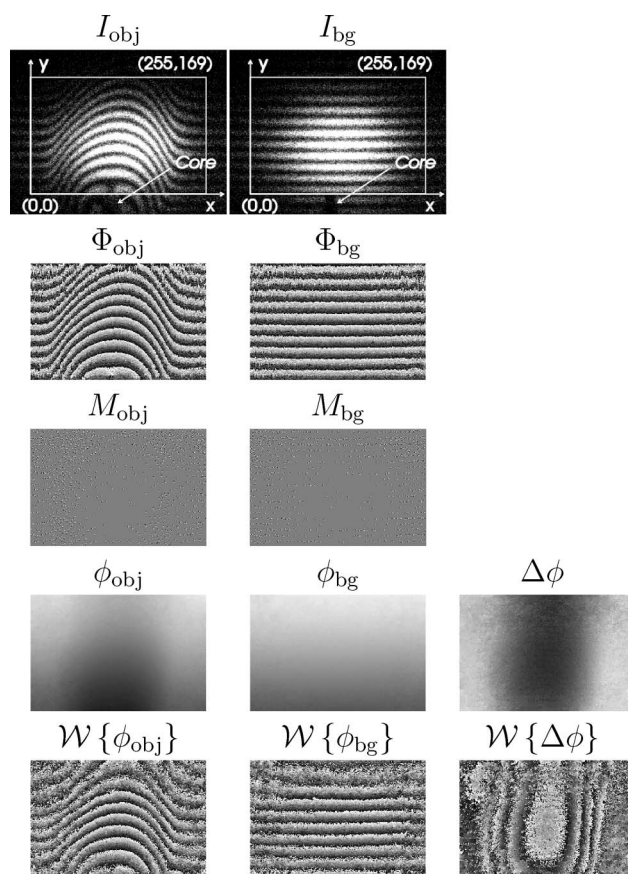 I_obj I_bg
y (255,169) y (255,169)
Core Core
(0,0) x (0,0) x
Φ_obj Φ_bg
M_obj M_bg
ϕ_obj ϕ_bg Δϕ
𝒲{ϕ_obj} 𝒲{ϕ_bg} 𝒲{Δϕ}